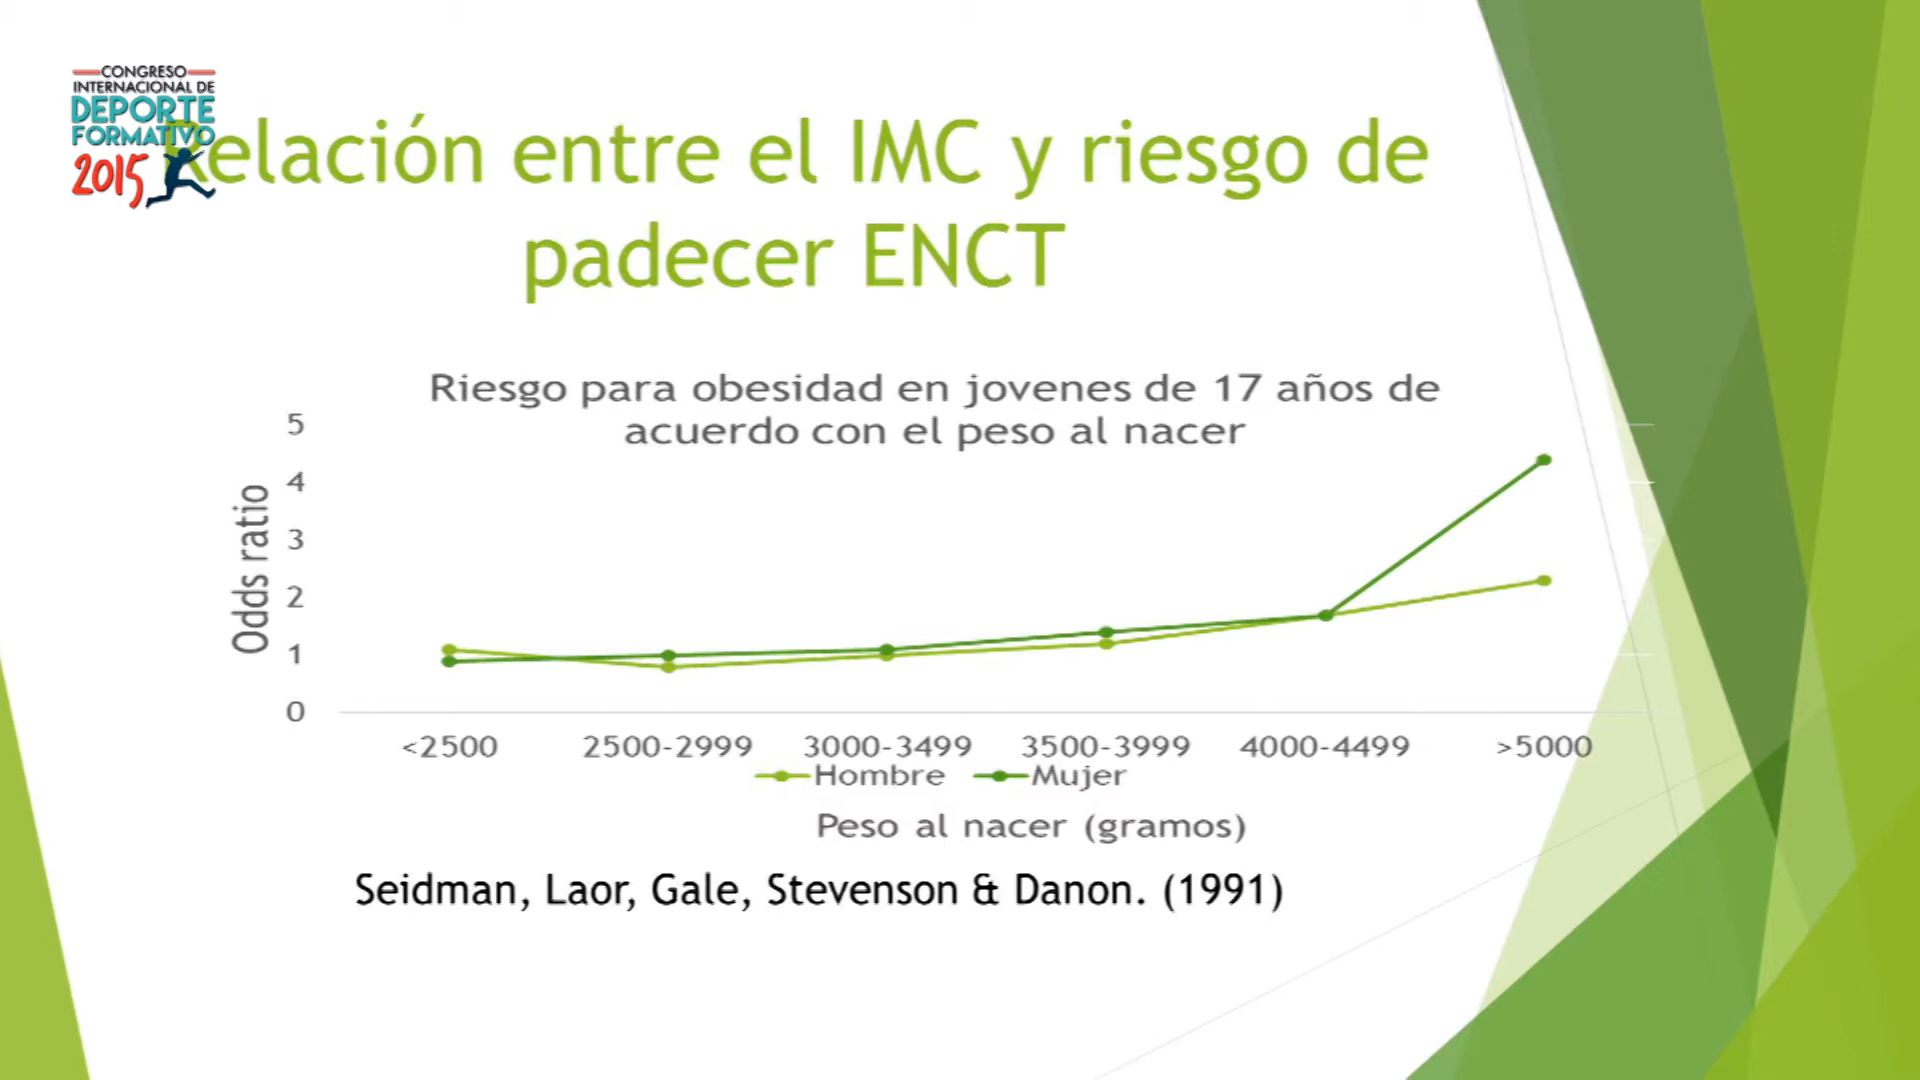 CONGRESO
INTERNACIONAL DE
DEPORTE
FORMATIVO
2015
Relación entre el IMC y riesgo de
padecer ENCT
Riesgo para obesidad en jovenes de 17 años de
acuerdo con el peso al nacer
Odds ratio
5
4
3
2
1
0
<2500 2500-2999 3000-3499 3500-3999 4000-4499 >5000
Hombre Mujer
Peso al nacer (gramos)
Seidman, Laor, Gale, Stevenson & Danon. (1991)